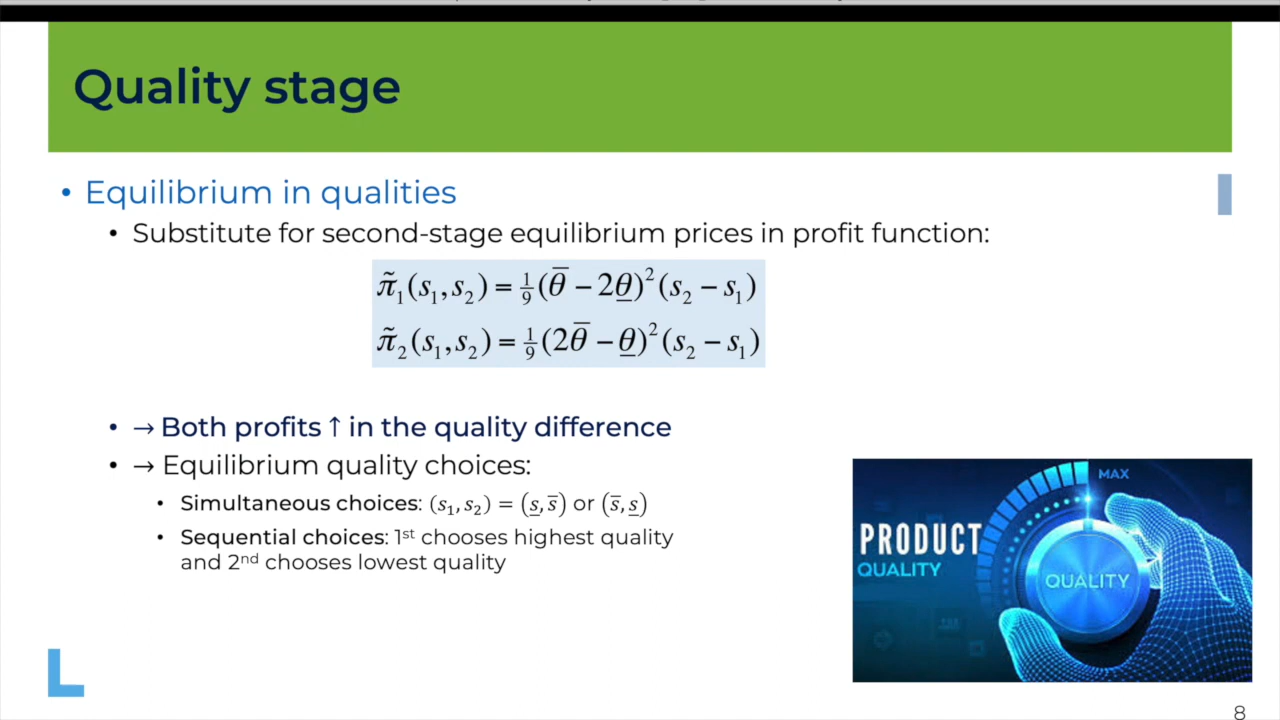 Quality stage
• Equilibrium in qualities
• Substitute for second-stage equilibrium prices in profit function:
π̃₁(s₁,s₂) = 1/9(θ̅ − 2θ̲)²(s₂ − s₁)
π̃₂(s₁,s₂) = 1/9(2θ̅ − θ̲)²(s₂ − s₁)
• → Both profits ↑ in the quality difference
• → Equilibrium quality choices:
• Simultaneous choices: (s₁, s₂) = (s̲, s̅) or (s̅, s̲)
• Sequential choices: 1st chooses highest quality
and 2nd chooses lowest quality
MAX
PRODUCT
QUALITY
QUALITY
8